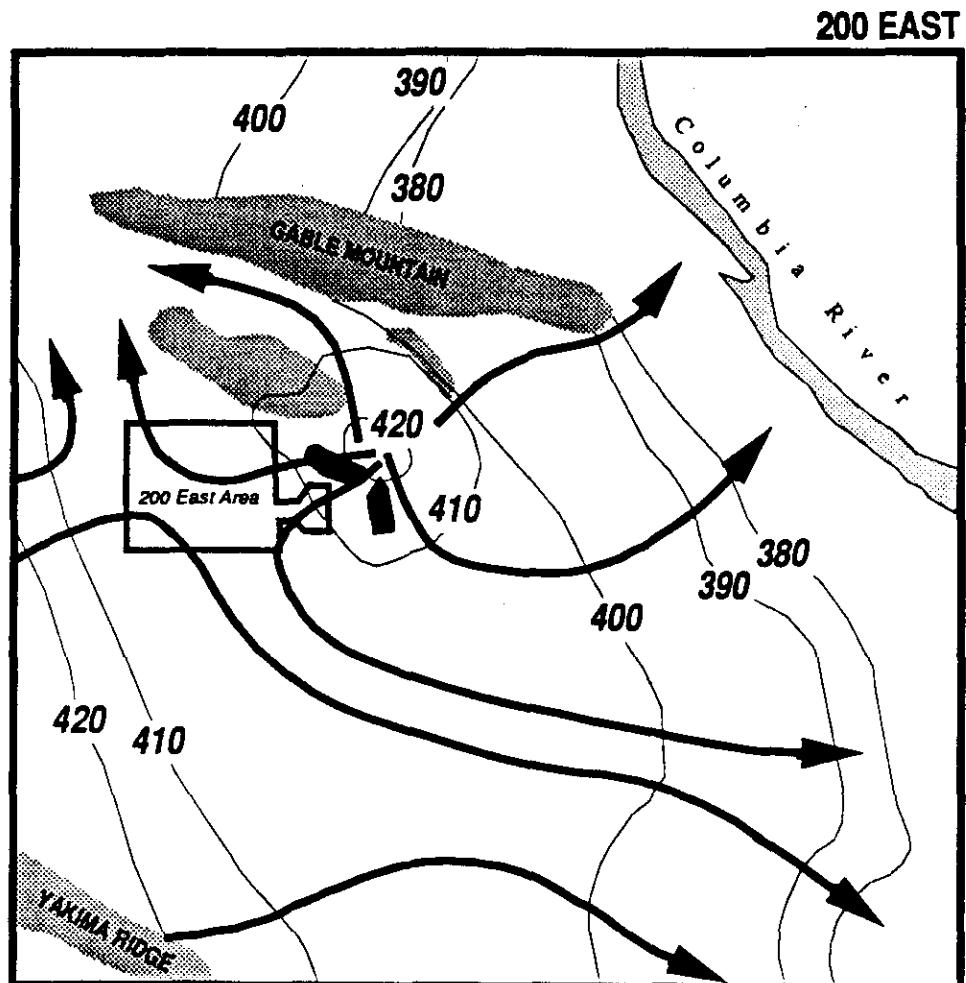 200 EAST
390
400
380
Columbia River
GABLE MOUNTAIN
420
200 East Area
410
380
390
400
420
410
YAKIMA RIDGE